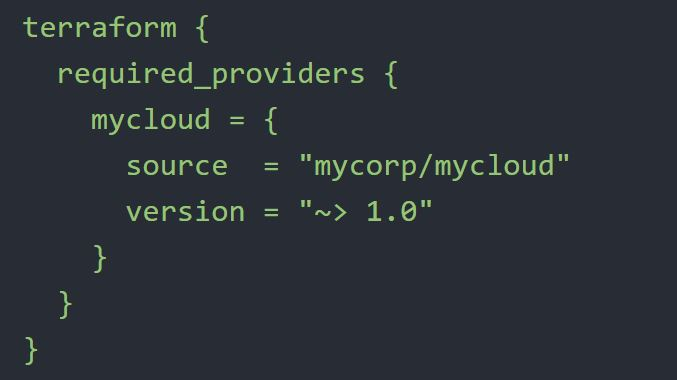 terraform {
  required_providers {
    mycloud = {
      source  = "mycorp/mycloud"
      version = "~> 1.0"
    }
  }
}